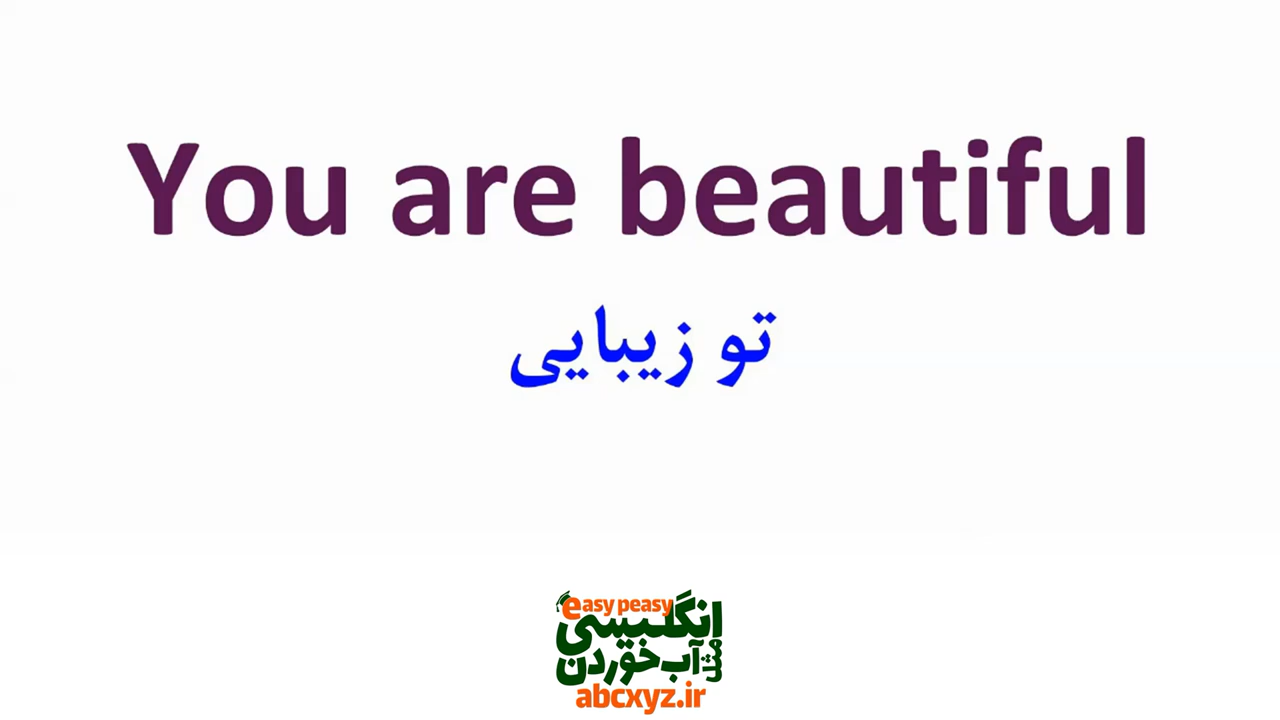 You are beautiful
تو زیبایی
easy peasy
انگلیسی
مثل آب خوردن
abcxyz.ir